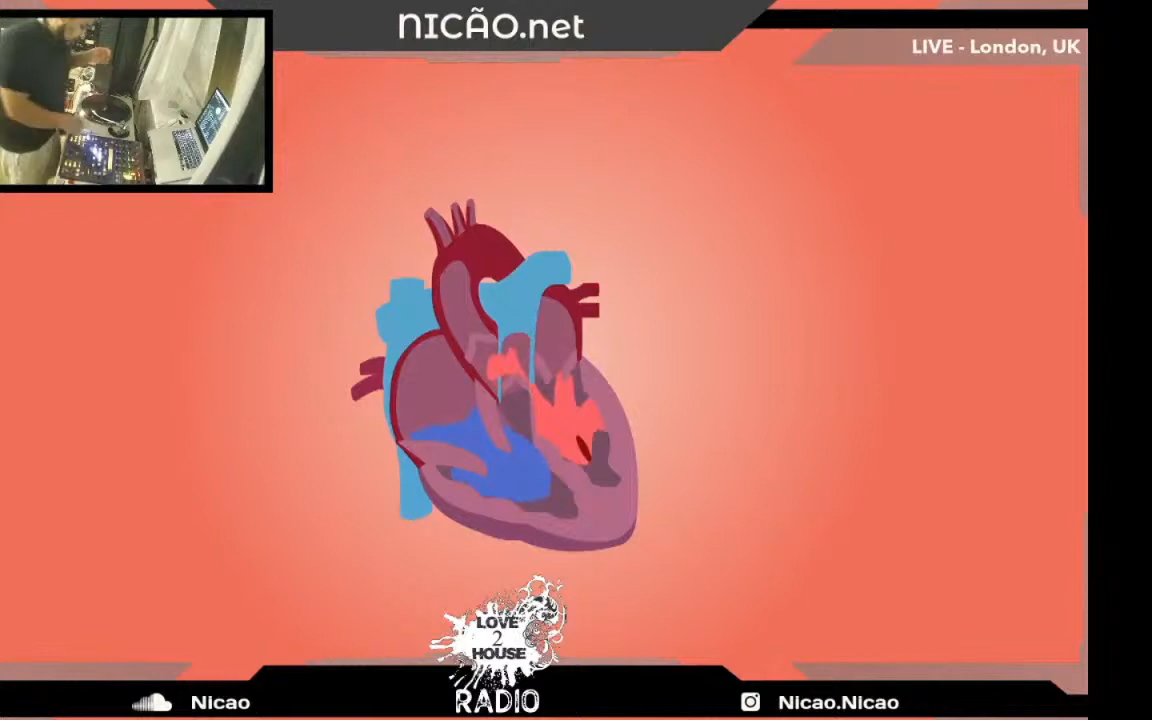 NICÃO.net
LIVE - London, UK
LOVE
2
HOUSE
RADIO
Nicao
Nicao.Nicao